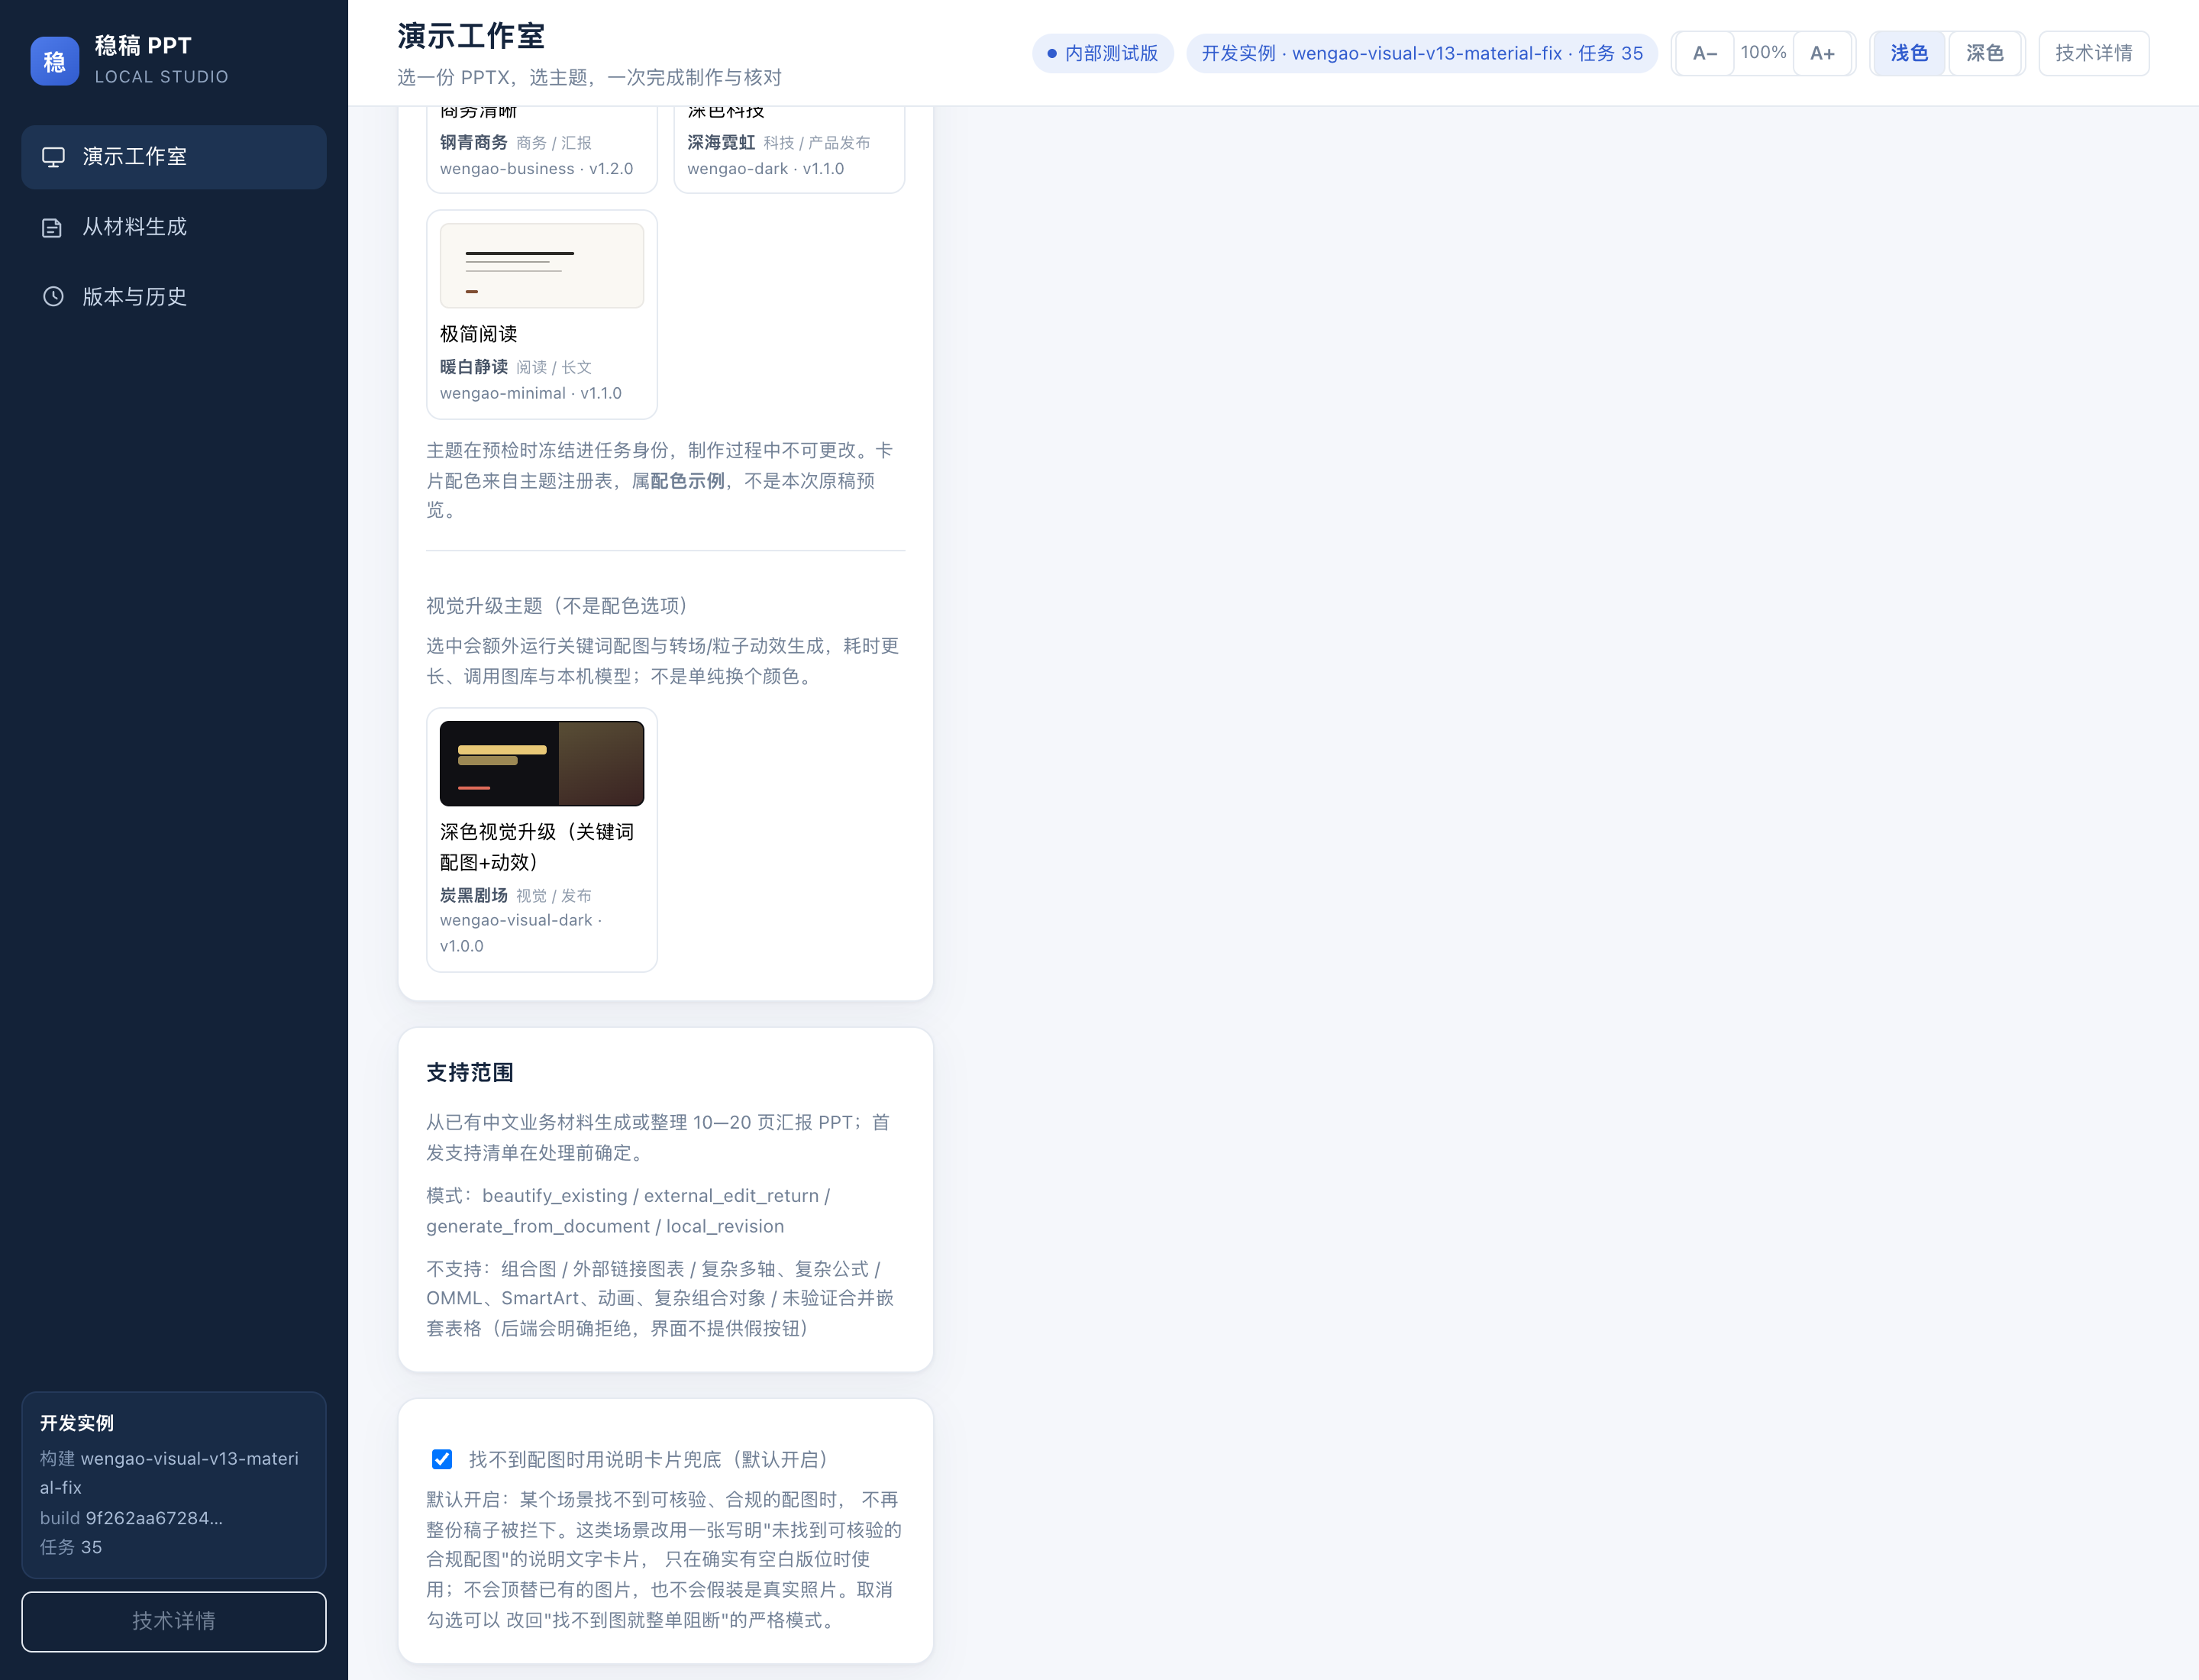 稳
稳稿 PPT
LOCAL STUDIO
演示工作室
从材料生成
版本与历史
开发实例
构建 wengao-visual-v13-materi
al-fix
build 9f262aa67284...
任务 35
技术详情
演示工作室
选一份 PPTX，选主题，一次完成制作与核对
内部测试版
开发实例 · wengao-visual-v13-material-fix · 任务 35
A−
100%
A+
浅色
深色
技术详情
商务清晰
钢青商务 商务 / 汇报
wengao-business · v1.2.0
深色科技
深海霓虹 科技 / 产品发布
wengao-dark · v1.1.0
极简阅读
暖白静读 阅读 / 长文
wengao-minimal · v1.1.0
主题在预检时冻结进任务身份，制作过程中不可更改。卡
片配色来自主题注册表，属配色示例，不是本次原稿预
览。
视觉升级主题（不是配色选项）
选中会额外运行关键词配图与转场/粒子动效生成，耗时更
长、调用图库与本机模型；不是单纯换个颜色。
深色视觉升级（关键词
配图+动效）
炭黑剧场 视觉 / 发布
wengao-visual-dark ·
v1.0.0
支持范围
从已有中文业务材料生成或整理 10—20 页汇报 PPT；首
发支持清单在处理前确定。
模式：beautify_existing / external_edit_return /
generate_from_document / local_revision
不支持：组合图 / 外部链接图表 / 复杂多轴、复杂公式 /
OMML、SmartArt、动画、复杂组合对象 / 未验证合并嵌
套表格（后端会明确拒绝，界面不提供假按钮）
找不到配图时用说明卡片兜底（默认开启）
默认开启：某个场景找不到可核验、合规的配图时， 不再
整份稿子被拦下。这类场景改用一张写明"未找到可核验的
合规配图"的说明文字卡片， 只在确实有空白版位时使
用；不会顶替已有的图片，也不会假装是真实照片。取消
勾选可以 改回"找不到图就整单阻断"的严格模式。